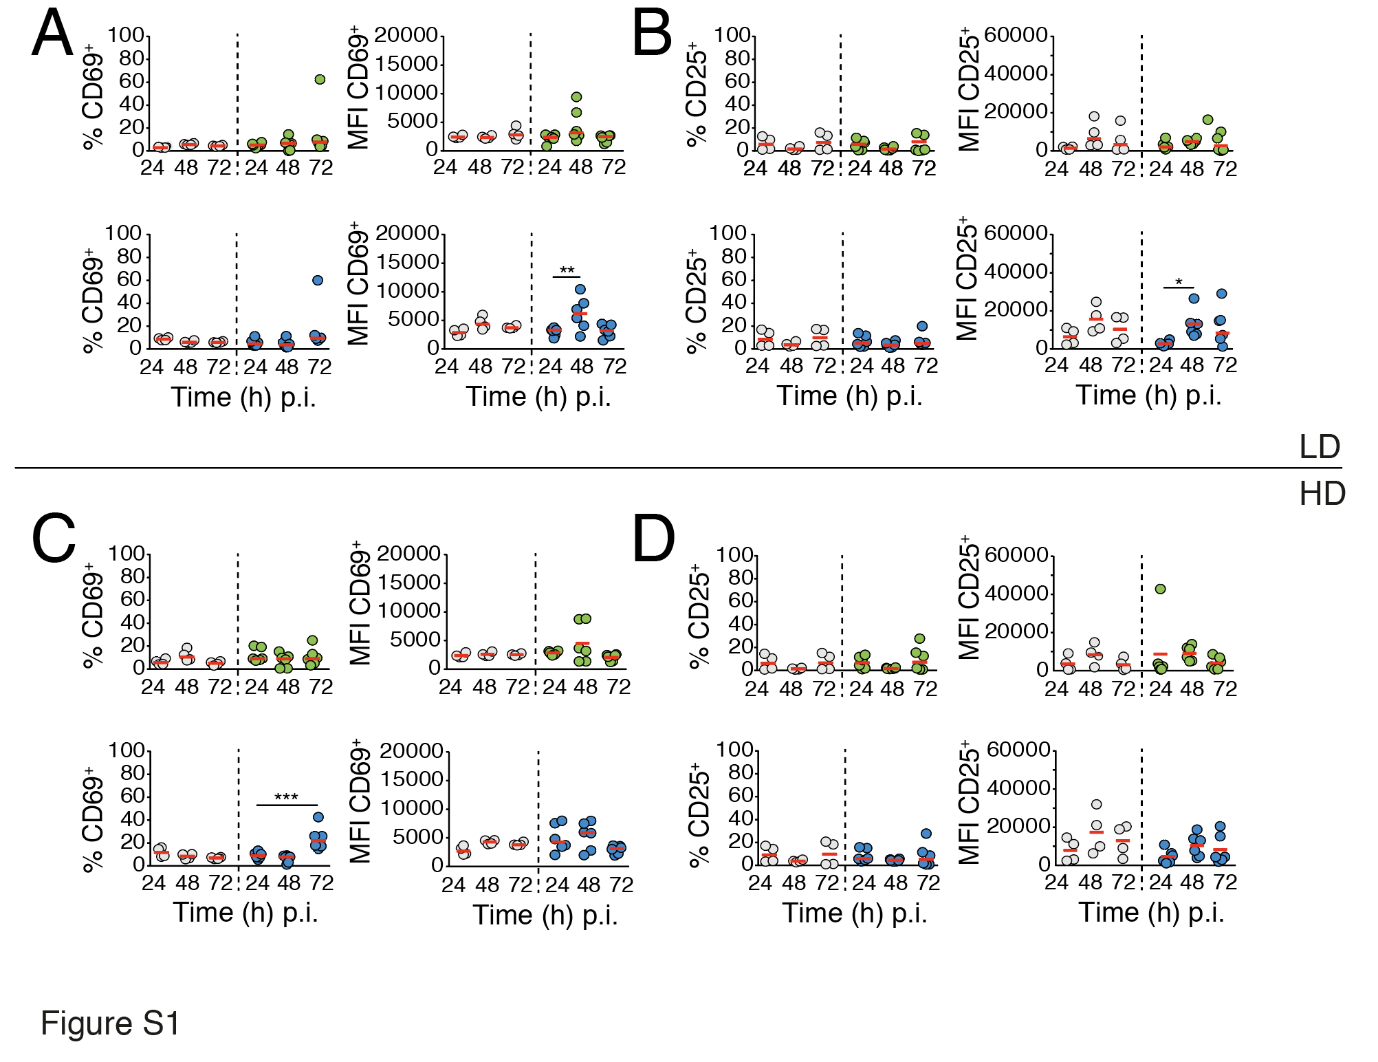 A
% CD69+
100
80
60
40
20
0
24 48 72 24 48 72
MFI CD69+
20000
15000
10000
5000
0
24 48 72 24 48 72
B
% CD25+
100
80
60
40
20
0
24 48 72 24 48 72
MFI CD25+
60000
40000
20000
0
24 48 72 24 48 72
% CD69+
100
80
60
40
20
0
24 48 72 24 48 72
Time (h) p.i.
MFI CD69+
20000
15000
10000
5000
0
**
24 48 72 24 48 72
Time (h) p.i.
% CD25+
100
80
60
40
20
0
24 48 72 24 48 72
Time (h) p.i.
MFI CD25+
60000
40000
20000
0
*
24 48 72 24 48 72
Time (h) p.i.
LD
HD
C
% CD69+
100
80
60
40
20
0
24 48 72 24 48 72
MFI CD69+
20000
15000
10000
5000
0
24 48 72 24 48 72
D
% CD25+
100
80
60
40
20
0
24 48 72 24 48 72
MFI CD25+
60000
40000
20000
0
24 48 72 24 48 72
% CD69+
100
80
60
40
20
0
***
24 48 72 24 48 72
Time (h) p.i.
MFI CD69+
20000
15000
10000
5000
0
24 48 72 24 48 72
Time (h) p.i.
% CD25+
100
80
60
40
20
0
24 48 72 24 48 72
Time (h) p.i.
MFI CD25+
60000
40000
20000
0
24 48 72 24 48 72
Time (h) p.i.
Figure S1